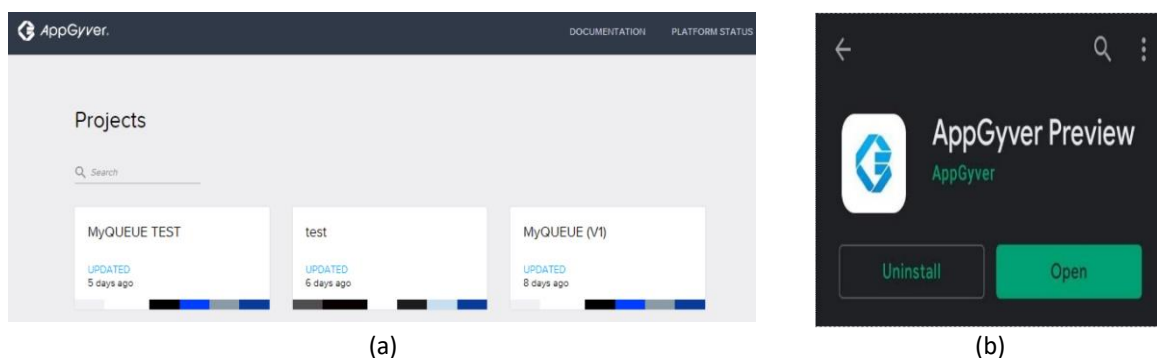 AppGyver.
DOCUMENTATION PLATFORM STATUS
Projects
Search
MyQUEUE TEST
UPDATED
5 days ago
test
UPDATED
6 days ago
MyQUEUE (V1)
UPDATED
8 days ago
(a)
AppGyver Preview
AppGyver
Uninstall Open
(b)